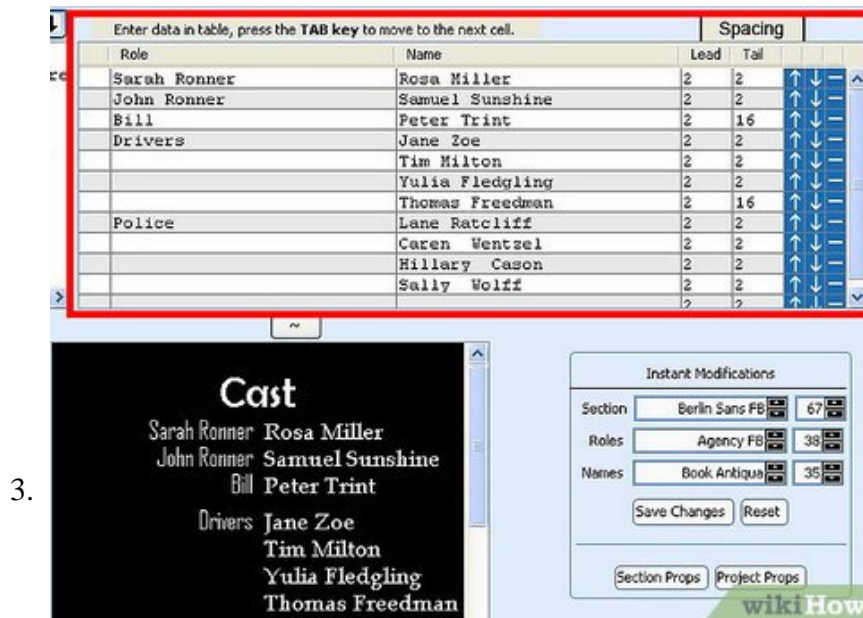 Enter data in table, press the TAB key to move to the next cell. Spacing
Role Name Lead Tail
Sarah Ronner Rosa Miller 2 2
John Ronner Samuel Sunshine 2 2
Bill Peter Trint 2 16
Drivers Jane Zoe 2 2
Tim Milton 2 2
Yulia Fledgling 2 2
Thomas Freedman 2 16
Police Lane Ratcliff 2 2
Caren Wentzel 2 2
Hillary Cason 2 2
Sally Wolff 2 2
2 2
~
Cast
Sarah Ronner Rosa Miller
John Ronner Samuel Sunshine
Bill Peter Trint
Drivers Jane Zoe
Tim Milton
Yulia Fledgling
Thomas Freedman
Instant Modifications
Section Berlin Sans FB 67
Roles Agency FB 38
Names Book Antiqua 35
Save Changes Reset
Section Props Project Props
3.
wikiHow